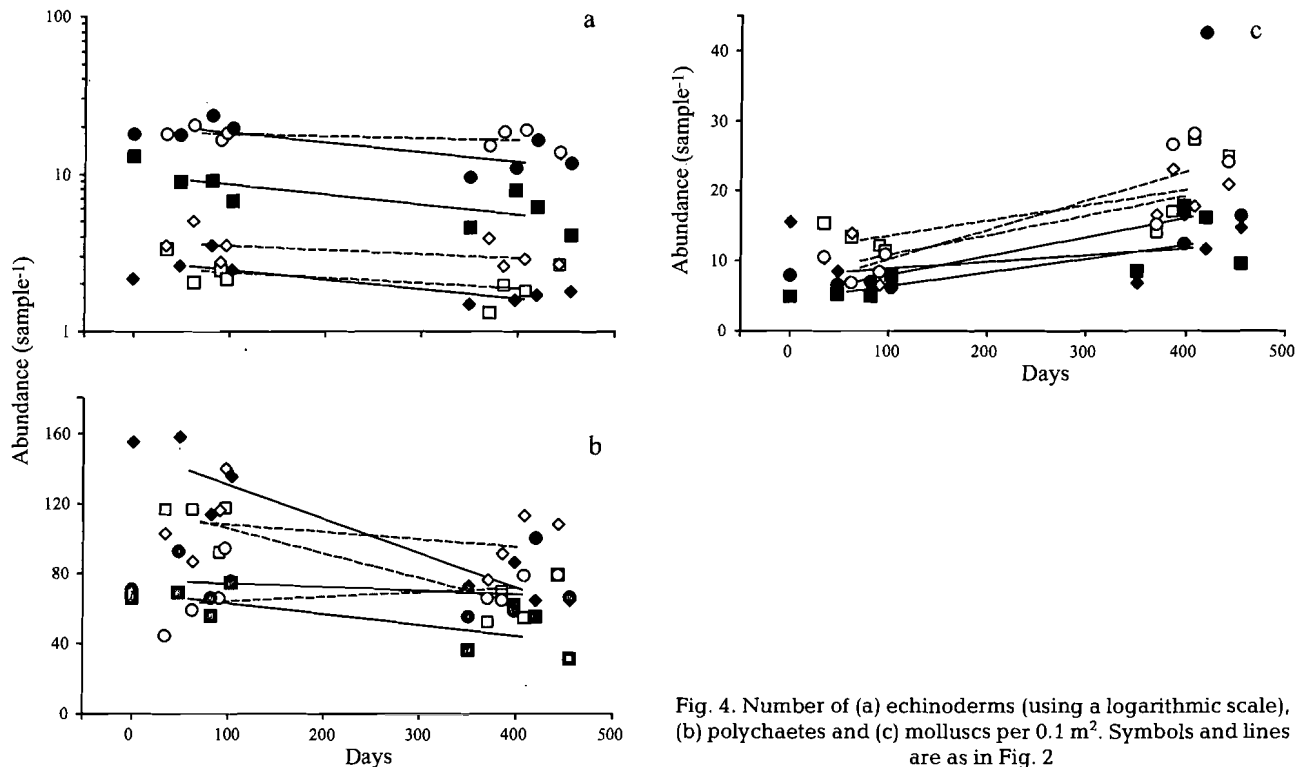 a
100
10
1
Abundance (sample-1)
b
160
120
80
40
0
0 100 200 300 400 500
Days
c
40
30
20
10
0
Abundance (sample-1)
0 100 200 300 400 500
Days
Fig. 4. Number of (a) echinoderms (using a logarithmic scale),
(b) polychaetes and (c) molluscs per 0.1 m2. Symbols and lines
are as in Fig. 2